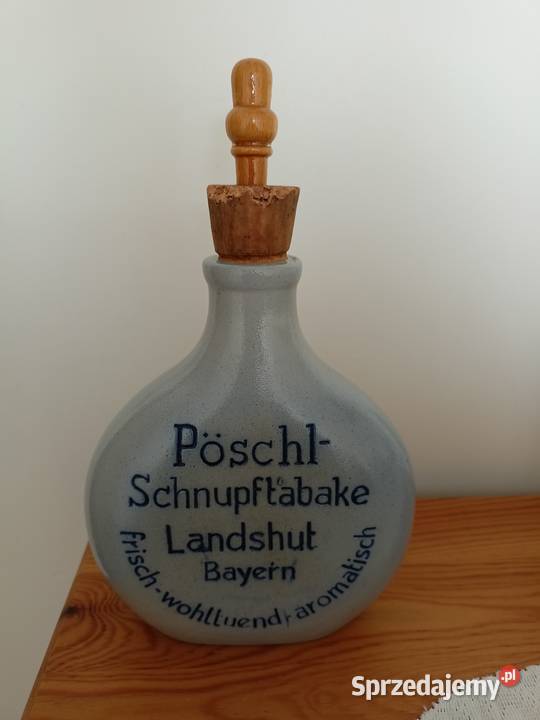 Pöschl-
Schnupftabake
Landshut
Bayern
frisch-wohltuend-aromatisch
Sprzedajemy.pl